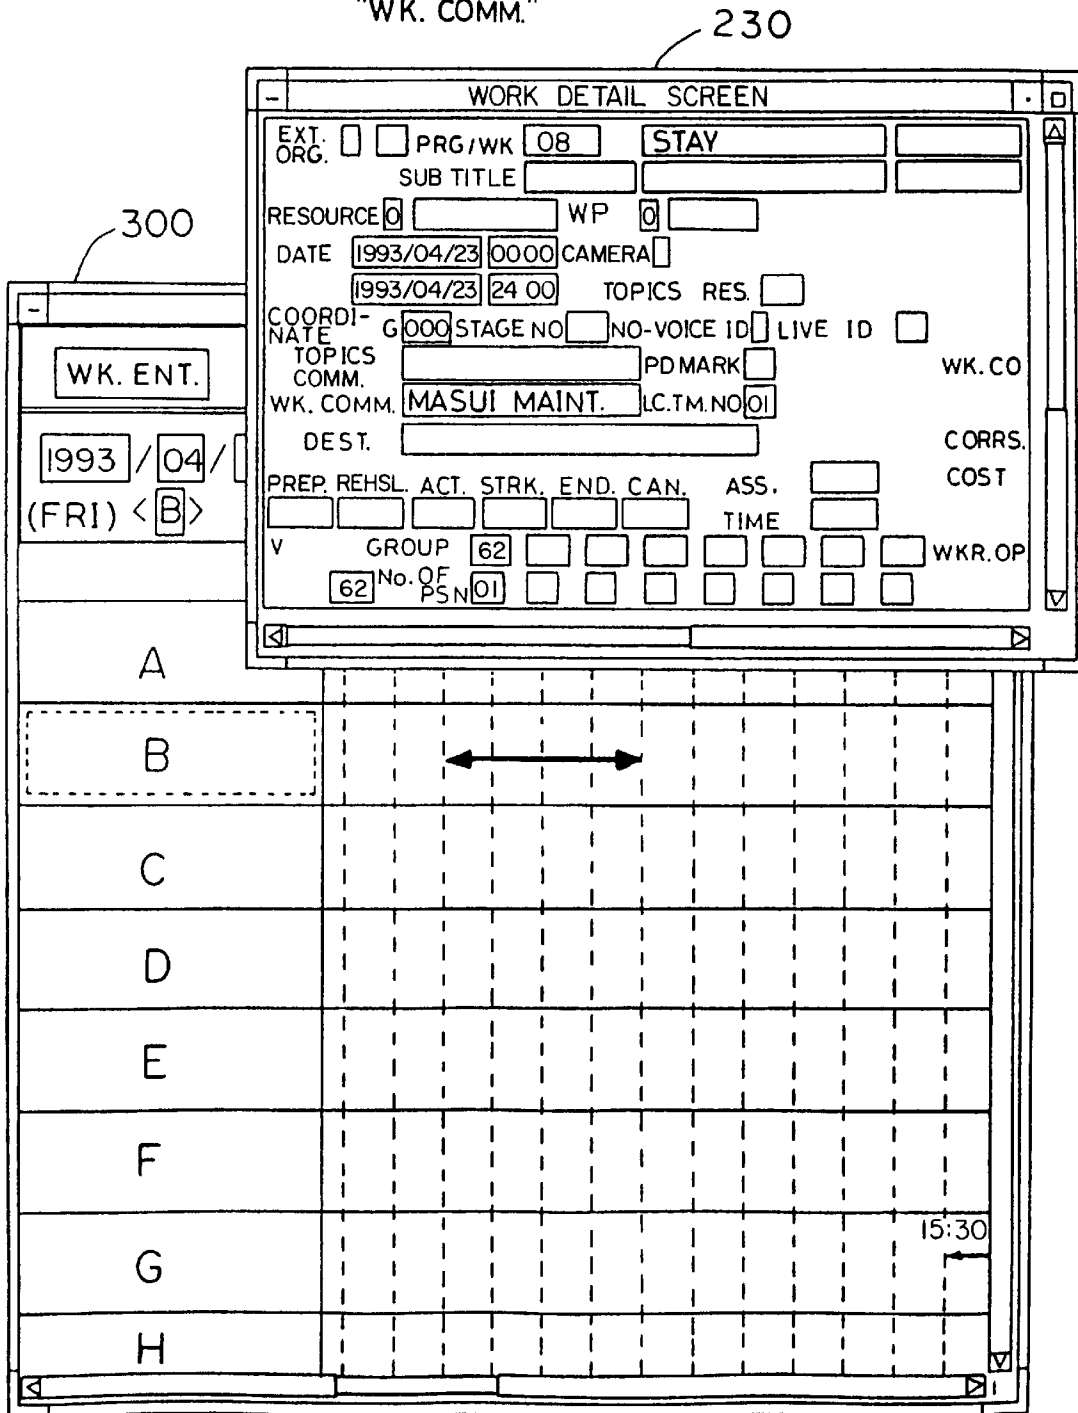 "WK. COMM."
230
WORK DETAIL SCREEN
EXT. ORG. PRG/WK 08 STAY
SUB TITLE
RESOURCE 0 WP 0
DATE 1993/04/23 00 00 CAMERA
1993/04/23 24 00 TOPICS RES.
COORDI-NATE G 000 STAGE NO NO-VOICE ID LIVE ID
TOPICS COMM. PD MARK WK. CO
WK. COMM. MASUI MAINT. LC.TM.NO 01
DEST. CORRS.
PREP. REHSL. ACT. STRK. END. CAN. ASS. COST
TIME
V GROUP 62 WKR.OP
62 No. OF PSN 01
300
WK. ENT.
1993 / 04 /
(FRI) < B >
A
B
C
D
E
F
15:30
G
H